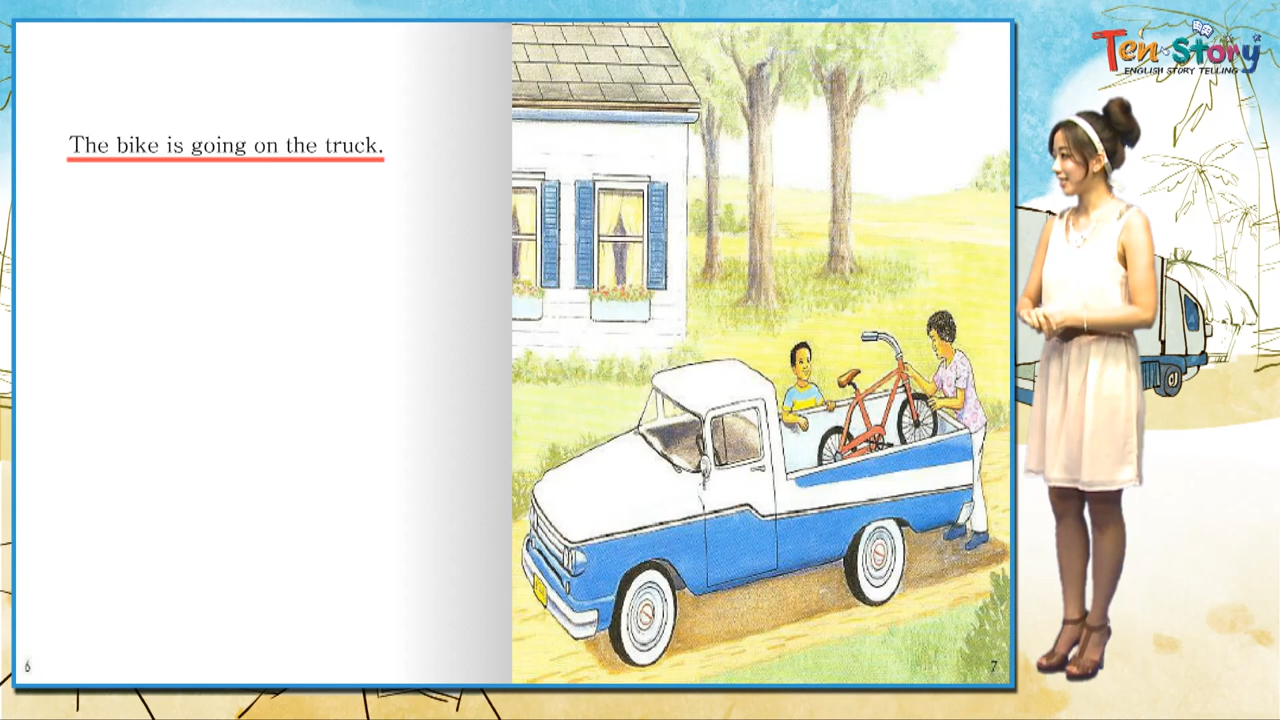 Ten Story
ENGLISH STORY TELLING
The bike is going on the truck.
6
7